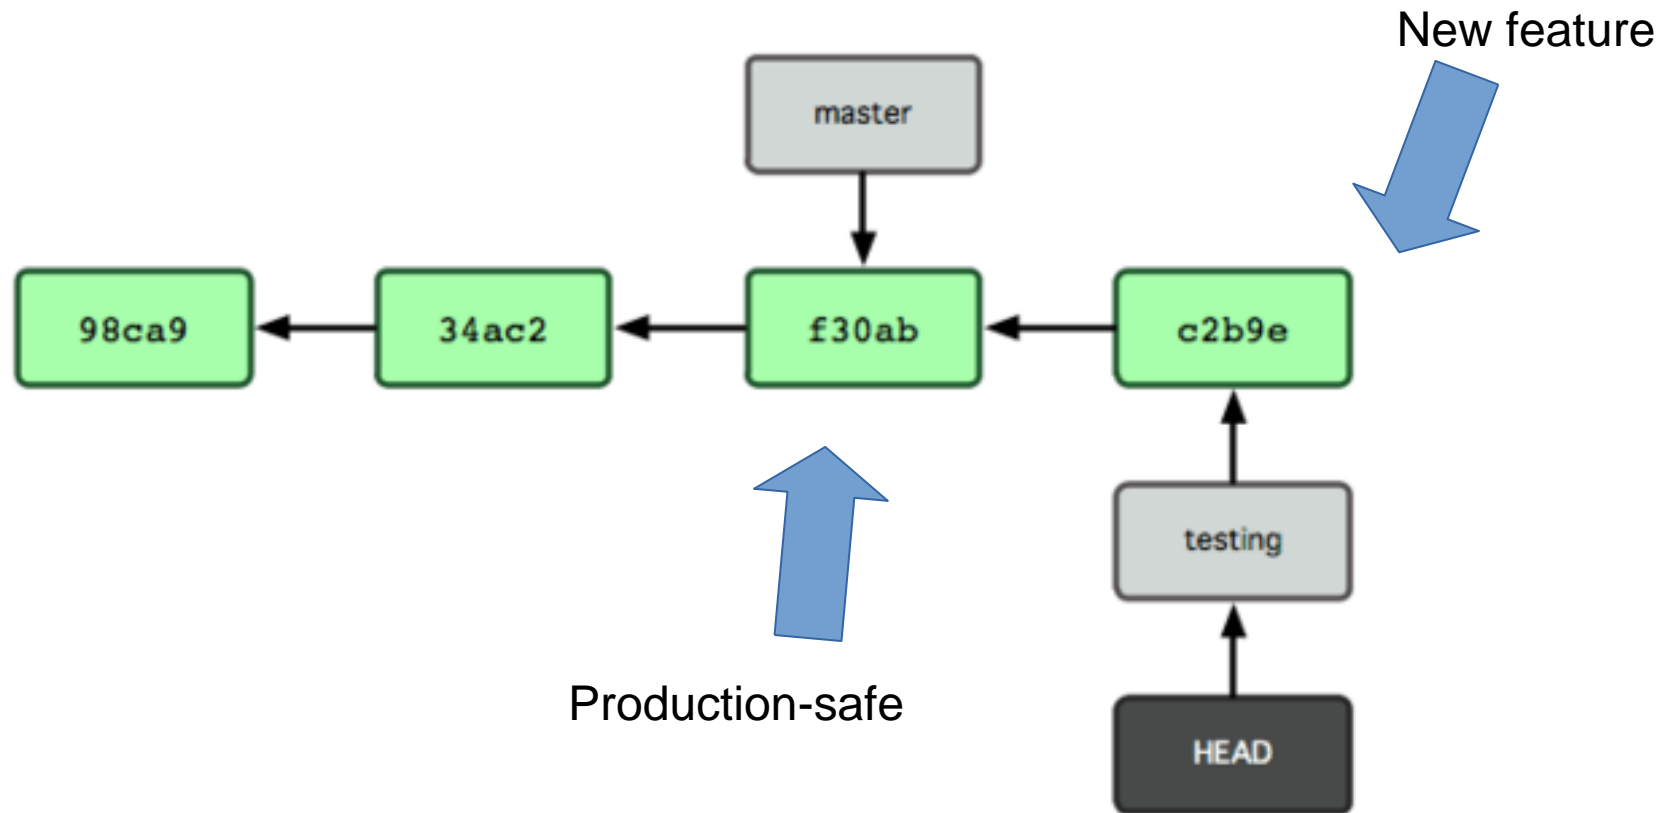 New feature
master
98ca9
34ac2
f30ab
c2b9e
testing
Production-safe
HEAD